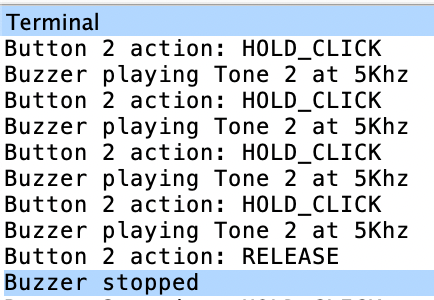 Terminal
Button 2 action: HOLD_CLICK
Buzzer playing Tone 2 at 5Khz
Button 2 action: HOLD_CLICK
Buzzer playing Tone 2 at 5Khz
Button 2 action: HOLD_CLICK
Buzzer playing Tone 2 at 5Khz
Button 2 action: HOLD_CLICK
Buzzer playing Tone 2 at 5Khz
Button 2 action: RELEASE
Buzzer stopped